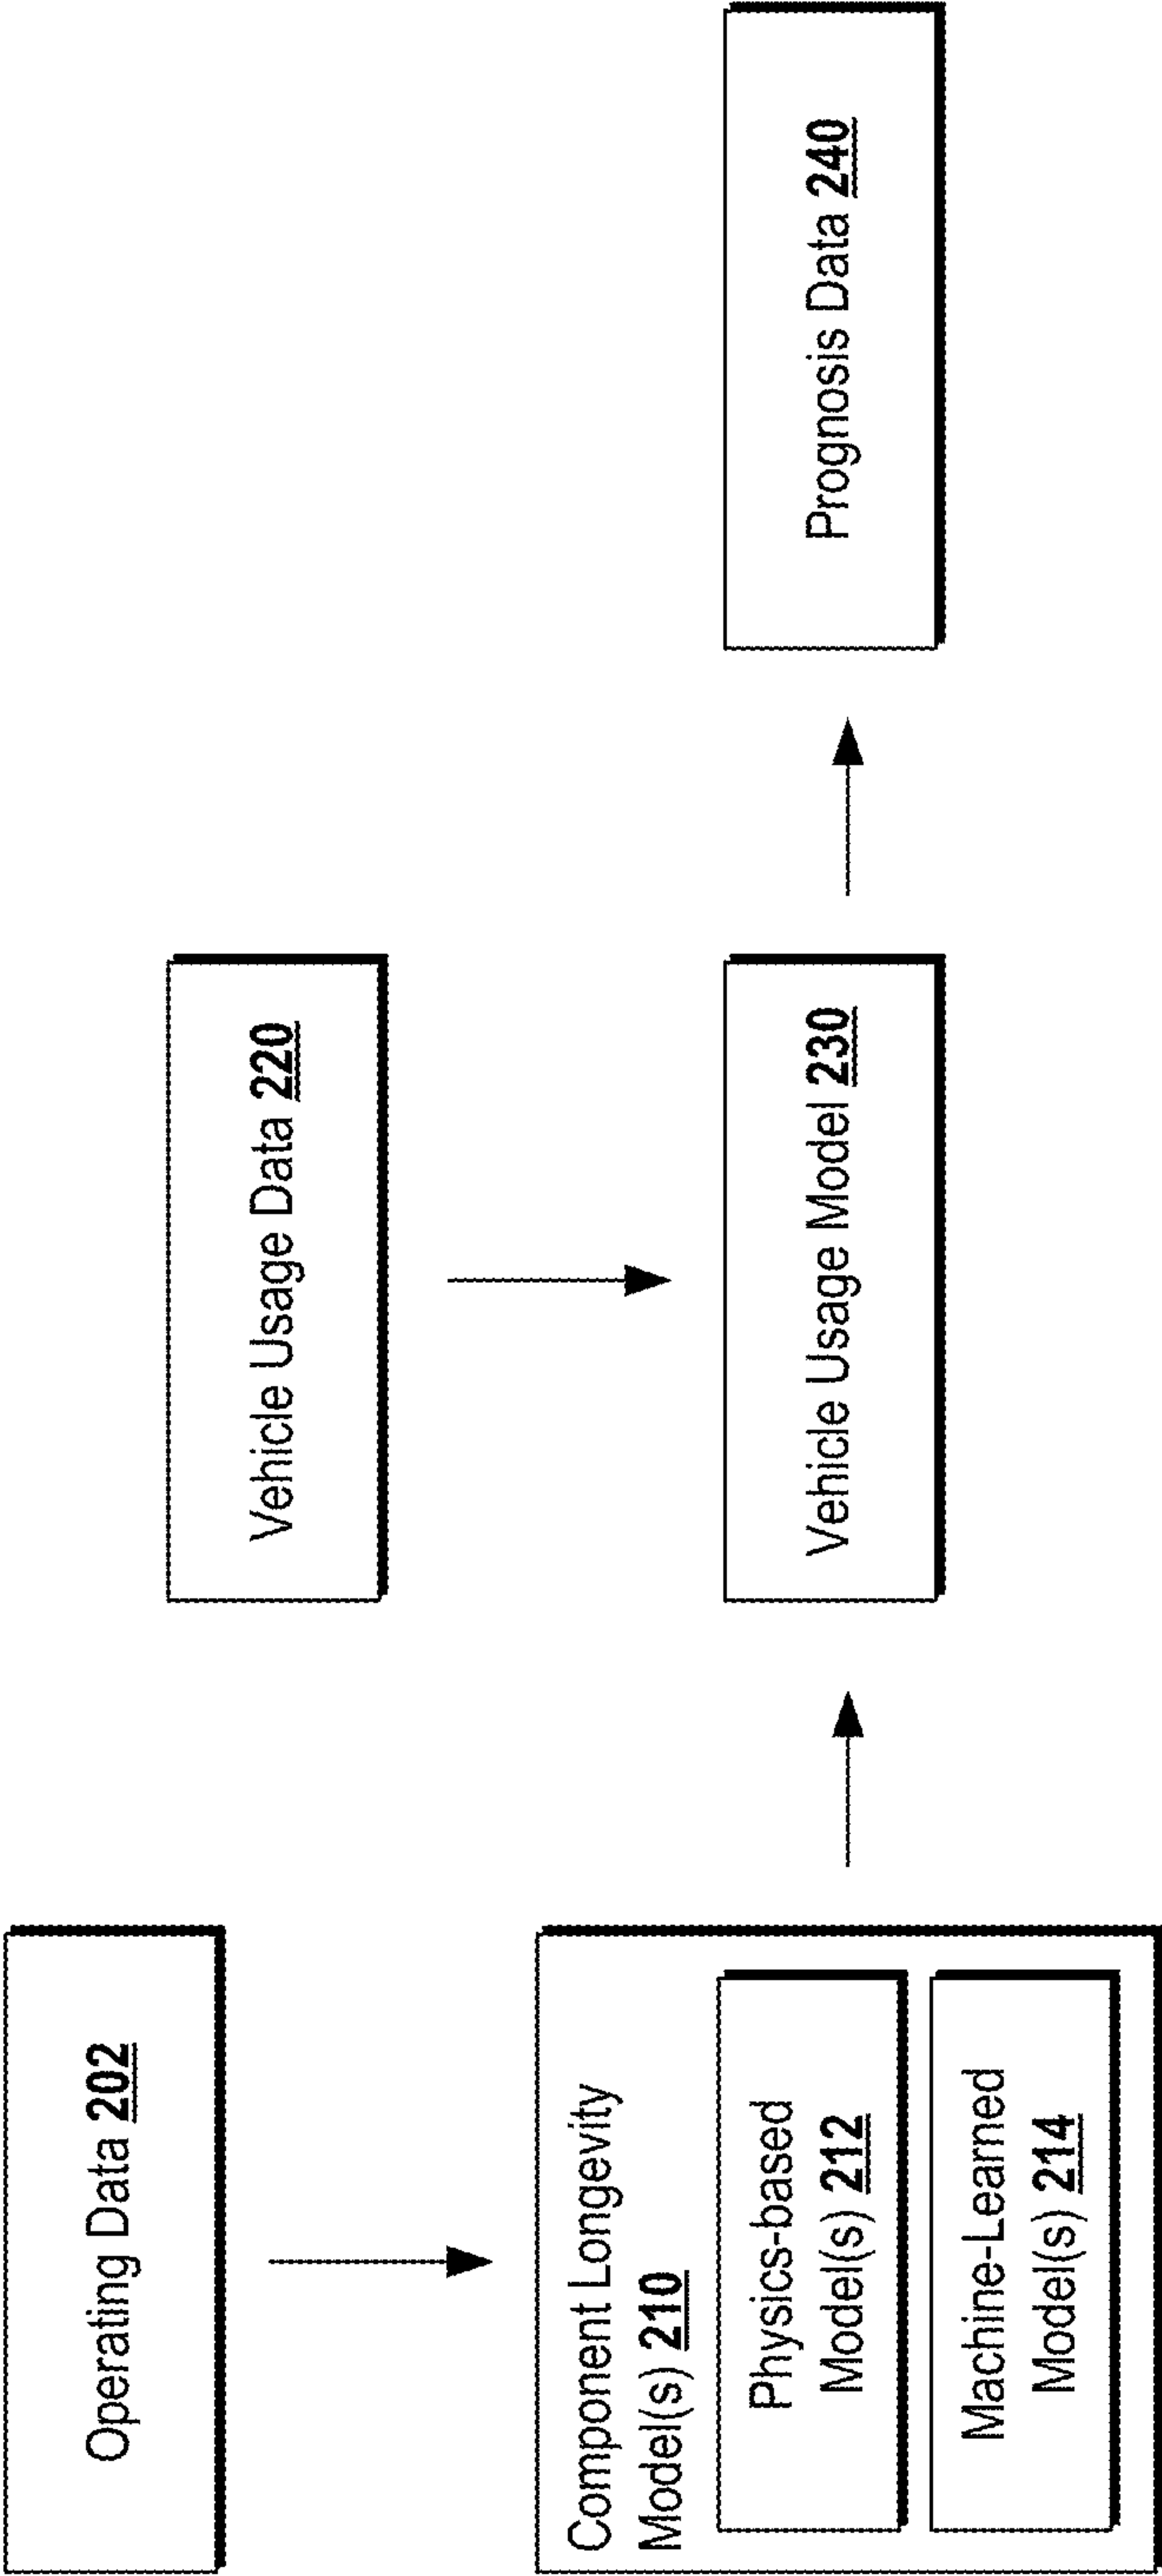 Operating Data 202
Component Longevity
Model(s) 210
Physics-based
Model(s) 212
Machine-Learned
Model(s) 214
Vehicle Usage Data 220
Vehicle Usage Model 230
Prognosis Data 240